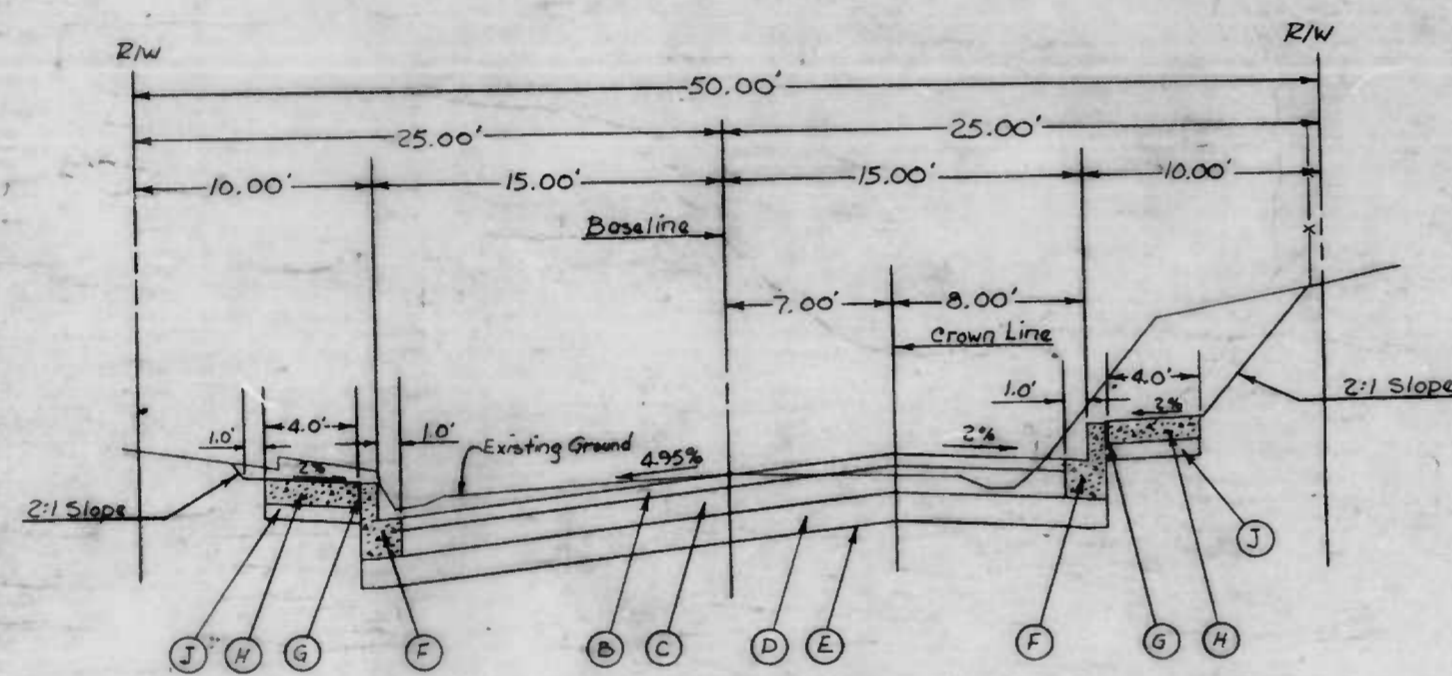 R/W R/W
50.00'
25.00' 25.00'
10.00' 15.00' 15.00' 10.00'
Baseline
7.00' 8.00'
Crown Line
1.0' 4.0' 2:1 Slope
2%
1.0' 4.0' 1.0' Existing Ground 4.95% 2%
2%
2:1 Slope
J
J H G F B C D E F G H